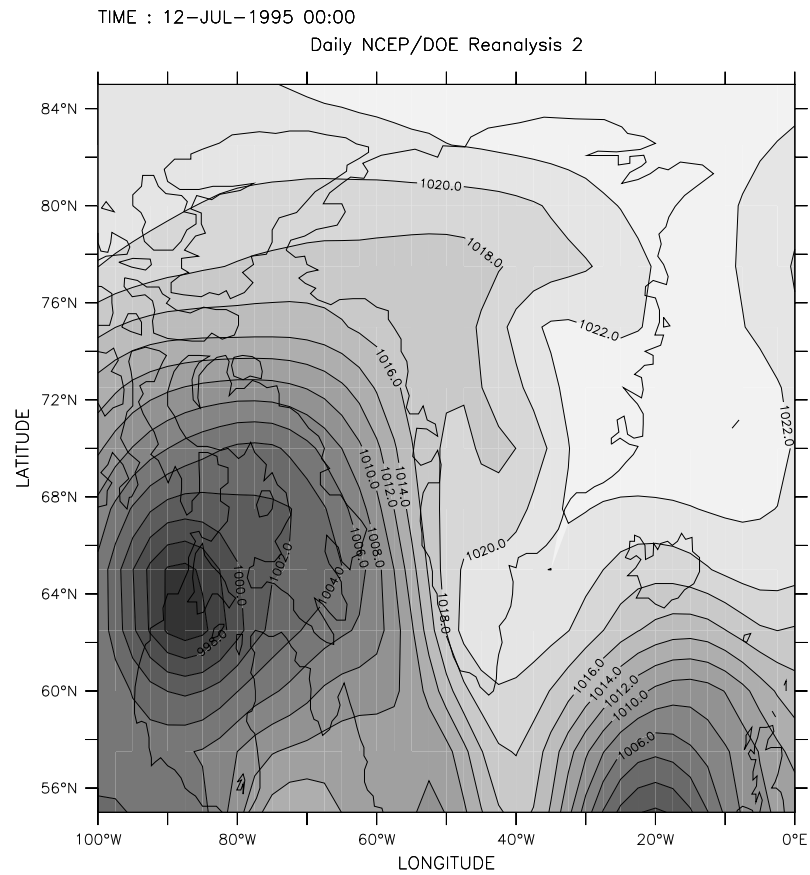 TIME : 12-JUL-1995 00:00
Daily NCEP/DOE Reanalysis 2
84°N
80°N
76°N
72°N
68°N
64°N
60°N
56°N
LATITUDE
1020.0
1018.0
1022.0
1016.0
1022.0
1010.0
1012.0
1014.0
1020.0
1008.0
1006.0
1002.0
1004.0
1000.0
1018.0
998.0
1016.0
1014.0
1012.0
1010.0
1006.0
100°W
80°W
60°W
40°W
20°W
0°E
LONGITUDE